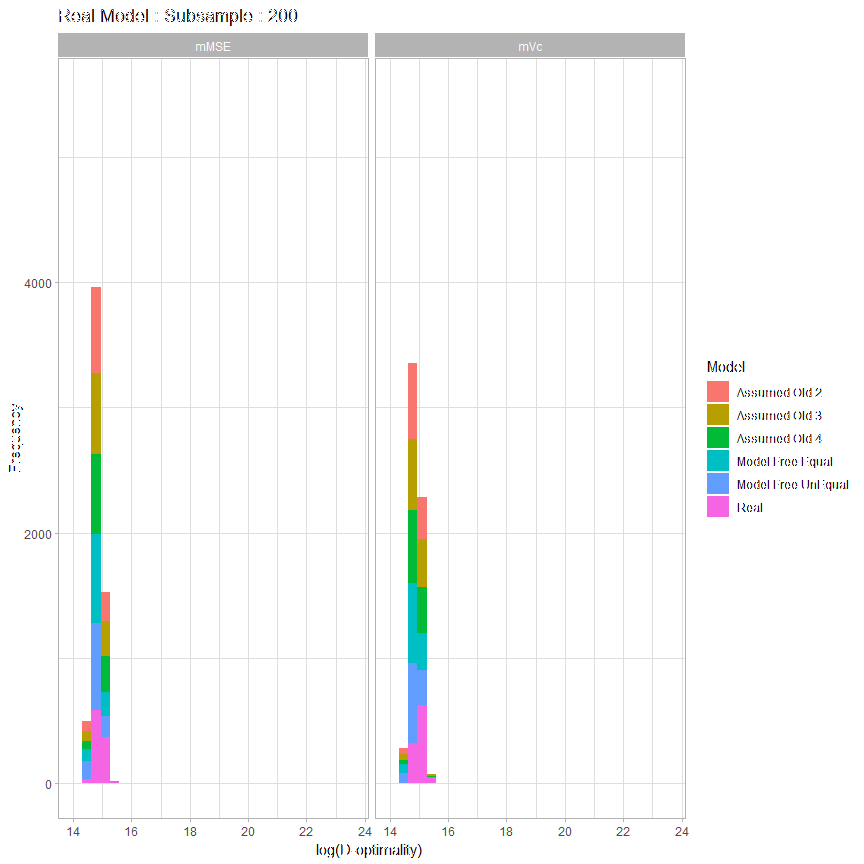 Real Model : Subsample : 200
mMSE
mVc
4000
2000
0
14 16 18 20 22 24
14 16 18 20 22 24
log(D-optimality)
Frequency
Model
Assumed Old 2
Assumed Old 3
Assumed Old 4
Model Free Equal
Model Free UnEqual
Real